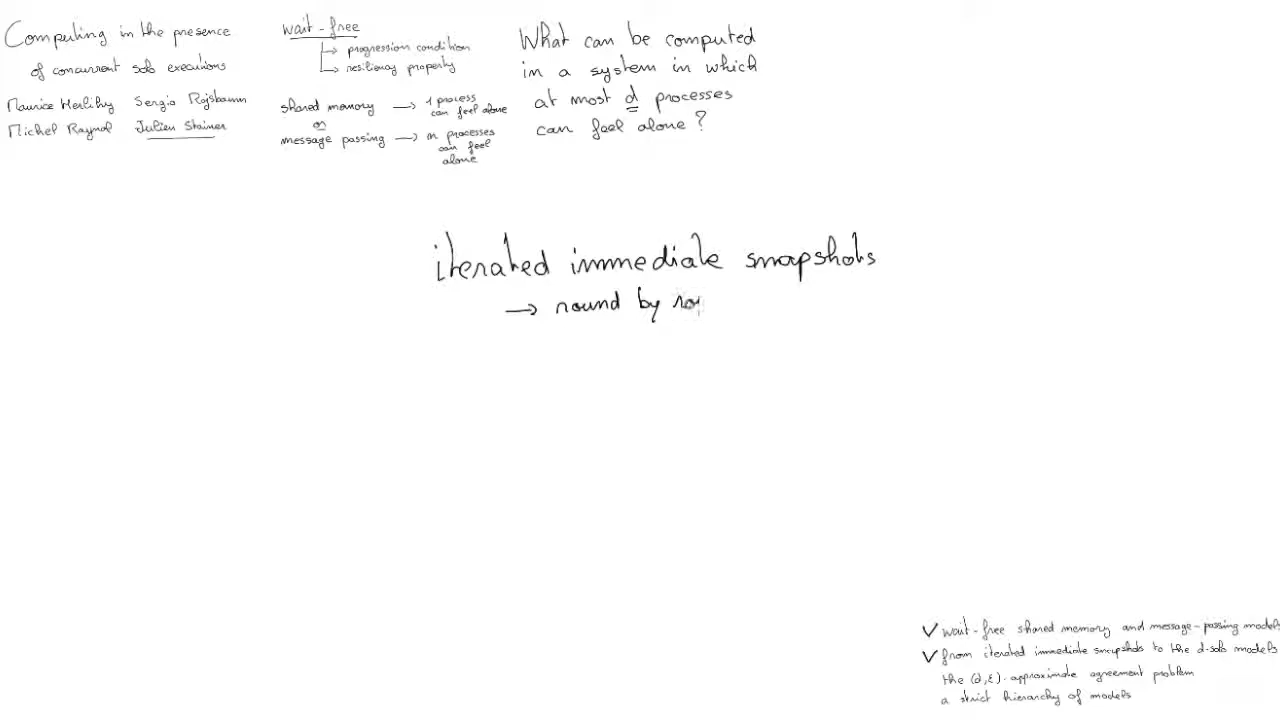 Computing in the presence
of concurrent solo executions
Maurice Herlihy Sergio Rajsbaum
Michel Raynal Julien Stainer
wait-free
→ progression condition
→ resiliency property
shared memory → 1 process
can feel alone
or
message passing → n processes
can feel
alone
What can be computed
in a system in which
at most d processes
can feel alone?
iterated immediate snapshots
→ round by rou
✓ wait-free shared memory and message-passing models
✓ from iterated immediate snapshots to the d-solo models
the (d,ε)-approximate agreement problem
a strict hierarchy of models